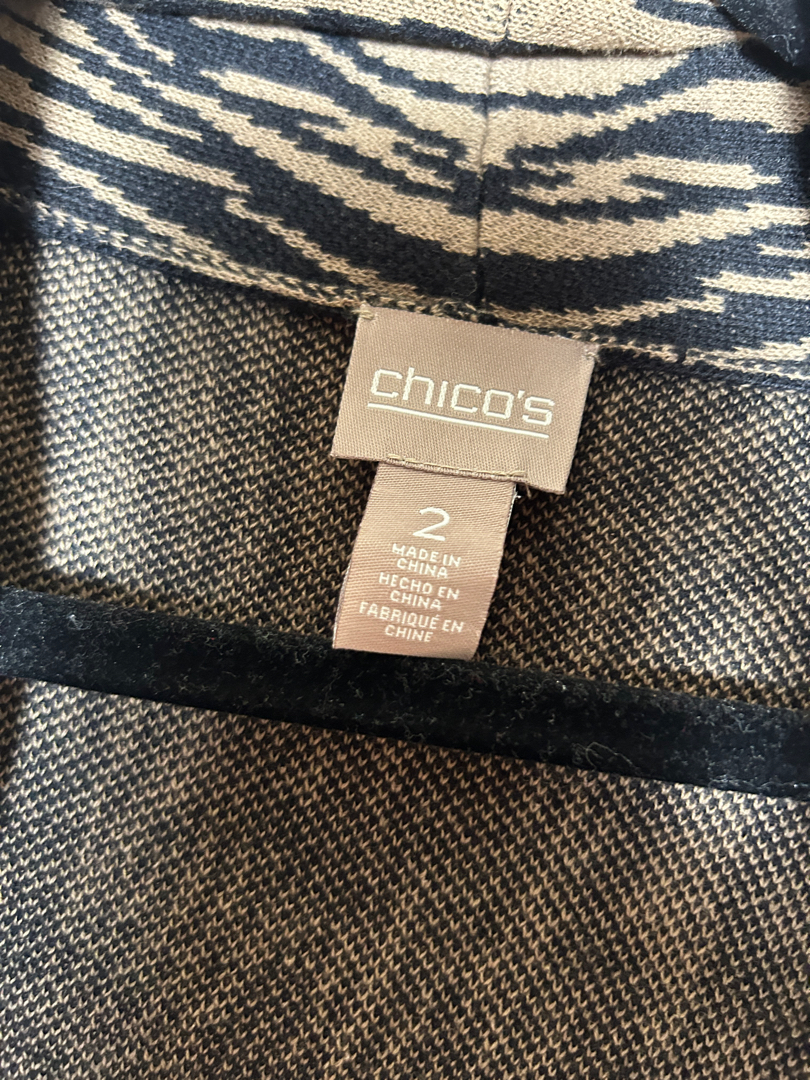 chico's
2
MADE IN
CHINA
HECHO EN
CHINA
FABRIQUÉ EN
CHINE